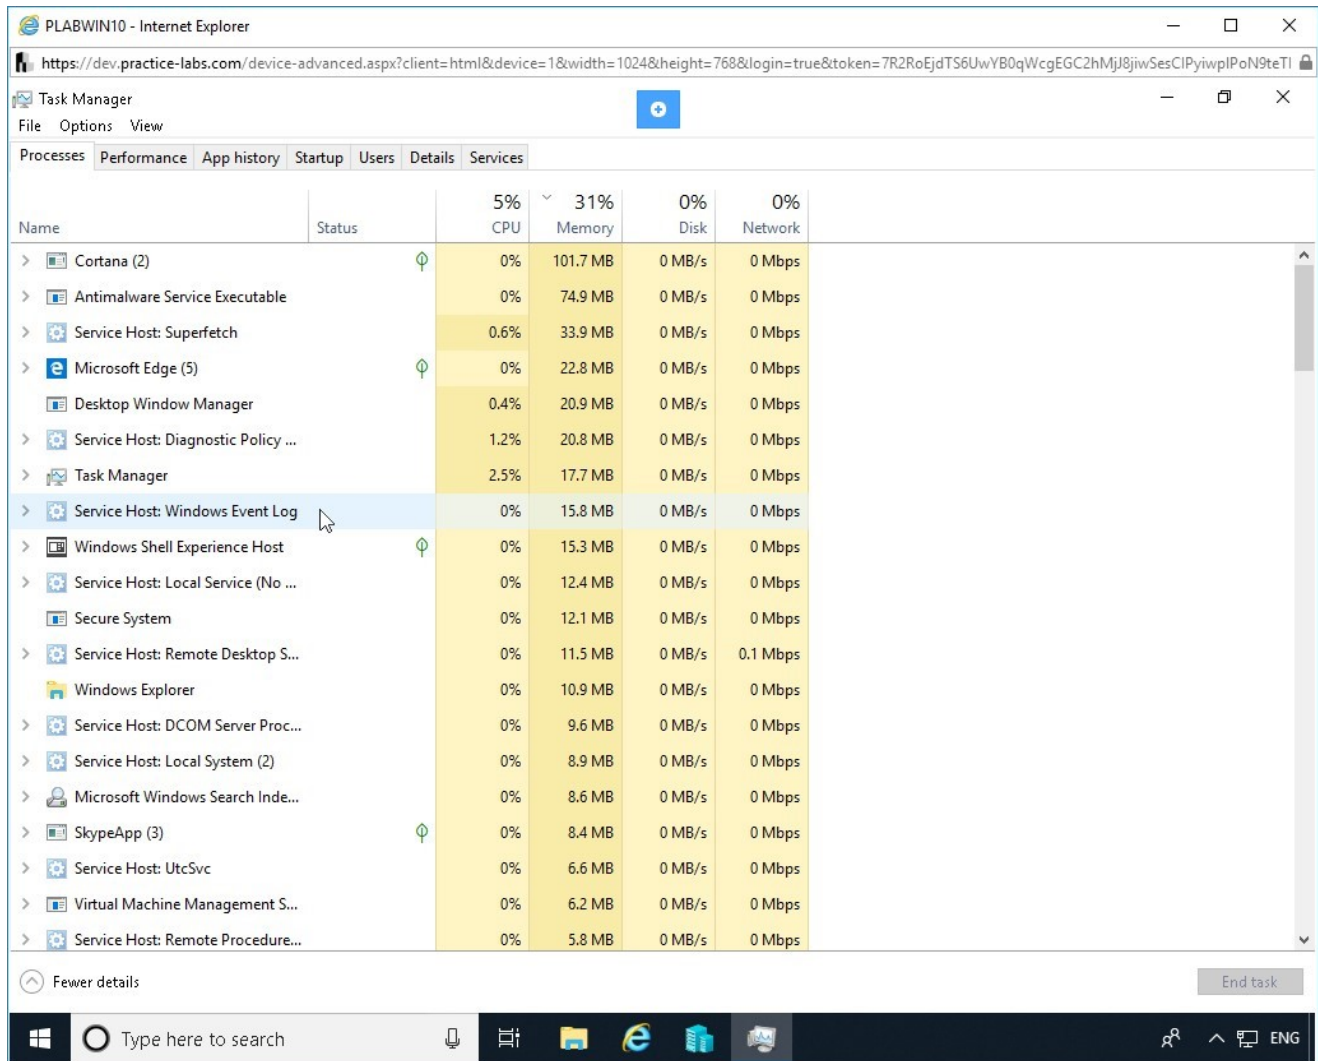 PLABWIN10 - Internet Explorer
https://dev.practice-labs.com/device-advanced.aspx?client=html&device=1&width=1024&height=768&login=true&token=7R2RoEjdTS6UwYB0qWcgEGC2hMjJ8jiwSesClPyiwplPoN9teTl
Task Manager
File Options View
Processes Performance App history Startup Users Details Services
5% 31% 0% 0%
Name Status CPU Memory Disk Network
Cortana (2) 0% 101.7 MB 0 MB/s 0 Mbps
Antimalware Service Executable 0% 74.9 MB 0 MB/s 0 Mbps
Service Host: Superfetch 0.6% 33.9 MB 0 MB/s 0 Mbps
Microsoft Edge (5) 0% 22.8 MB 0 MB/s 0 Mbps
Desktop Window Manager 0.4% 20.9 MB 0 MB/s 0 Mbps
Service Host: Diagnostic Policy ... 1.2% 20.8 MB 0 MB/s 0 Mbps
Task Manager 2.5% 17.7 MB 0 MB/s 0 Mbps
Service Host: Windows Event Log 0% 15.8 MB 0 MB/s 0 Mbps
Windows Shell Experience Host 0% 15.3 MB 0 MB/s 0 Mbps
Service Host: Local Service (No ... 0% 12.4 MB 0 MB/s 0 Mbps
Secure System 0% 12.1 MB 0 MB/s 0 Mbps
Service Host: Remote Desktop S... 0% 11.5 MB 0 MB/s 0.1 Mbps
Windows Explorer 0% 10.9 MB 0 MB/s 0 Mbps
Service Host: DCOM Server Proc... 0% 9.6 MB 0 MB/s 0 Mbps
Service Host: Local System (2) 0% 8.9 MB 0 MB/s 0 Mbps
Microsoft Windows Search Inde... 0% 8.6 MB 0 MB/s 0 Mbps
SkypeApp (3) 0% 8.4 MB 0 MB/s 0 Mbps
Service Host: UtcSvc 0% 6.6 MB 0 MB/s 0 Mbps
Virtual Machine Management S... 0% 6.2 MB 0 MB/s 0 Mbps
Service Host: Remote Procedure... 0% 5.8 MB 0 MB/s 0 Mbps
Fewer details End task
Type here to search ENG